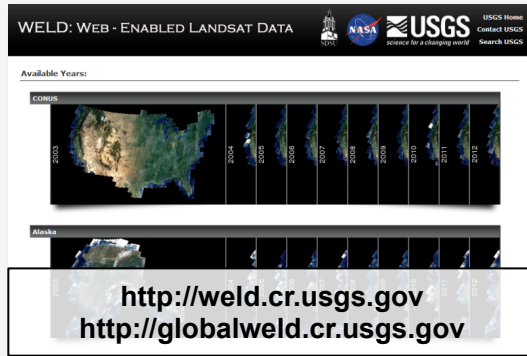 WELD: WEB - ENABLED LANDSAT DATA
SDSU
NASA
USGS
science for a changing world
USGS Home
Contact USGS
Search USGS
Available Years:
CONUS
2003
2004
2005
2006
2007
2008
2009
2010
2011
2012
Alaska
http://weld.cr.usgs.gov
http://globalweld.cr.usgs.gov